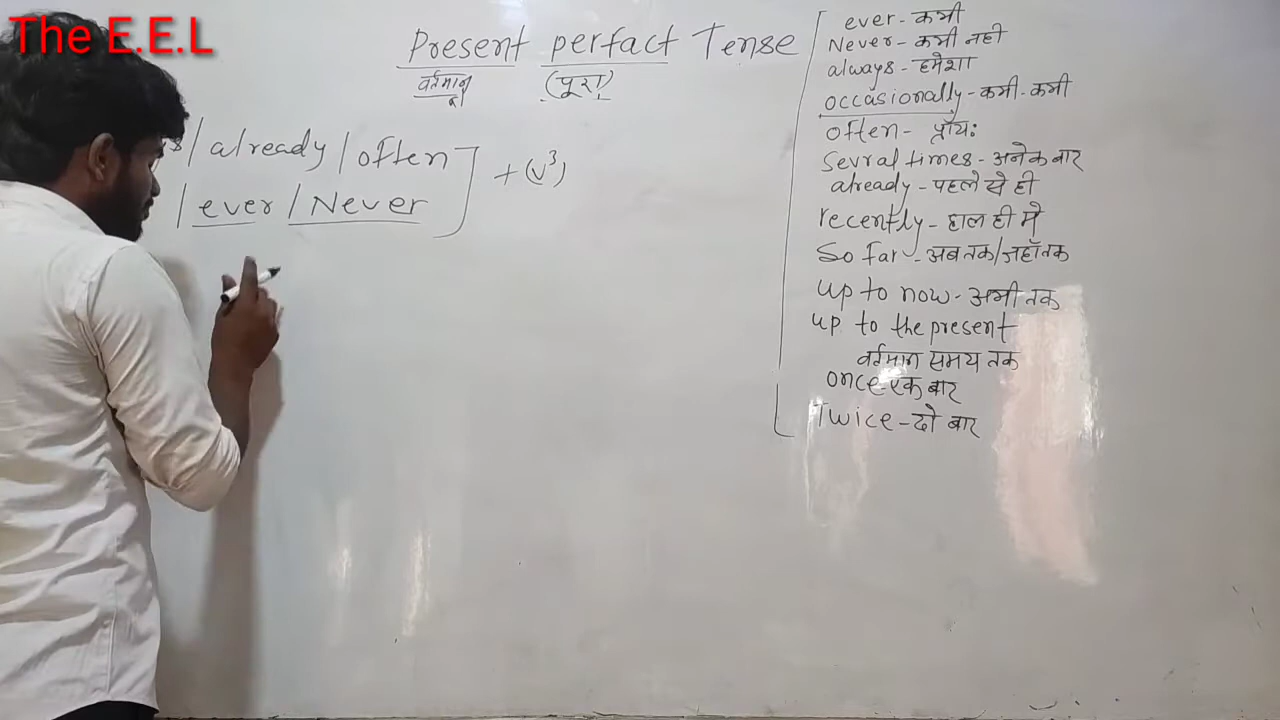 The E.E.L
Present perfact Tense
वर्तमान (पूरा)
का
/ already / often
/ ever / Never ] + (V³)
ever - कभी
Never - कभी नही
always - हमेशा
occasionally - कभी-कभी
often - प्रॉयः
Sevral times - अनेक बार
already - पहले से ही
recently - हाल ही मे
So far - अब तक/जहाँ तक
up to now - अभी तक
up to the present
वर्तमान समय तक
once - एक बार
Twice - दो बार